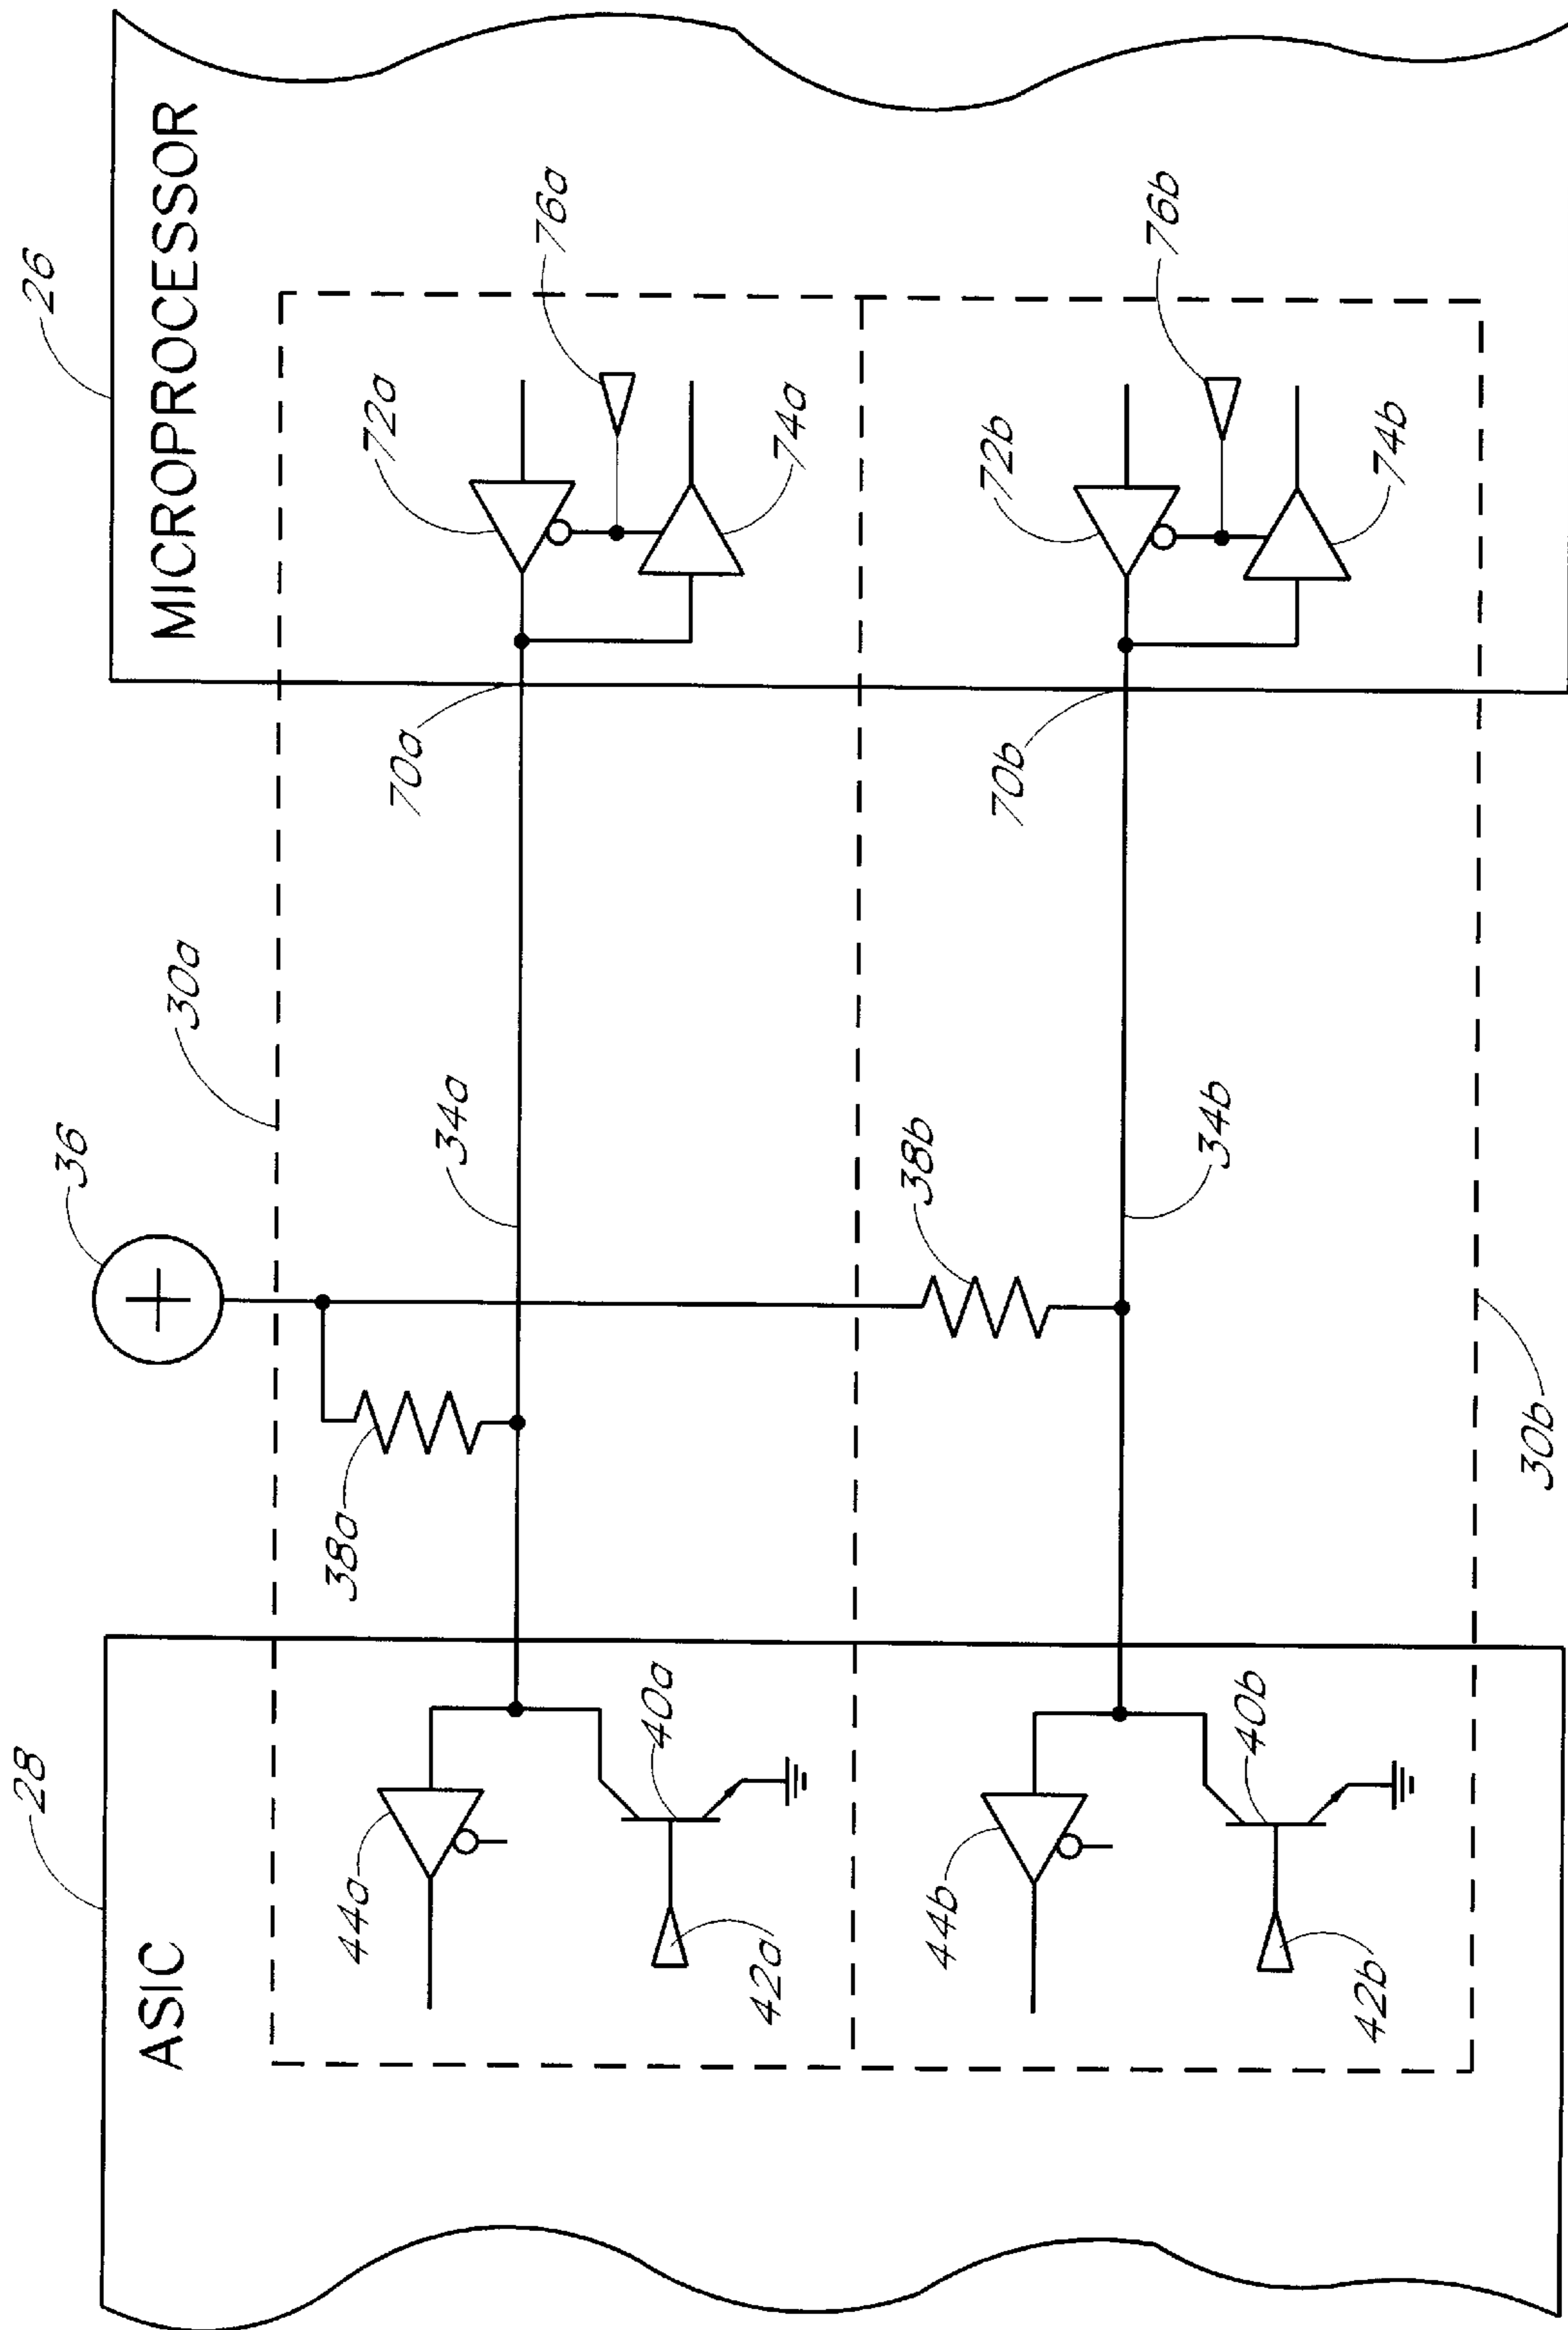 28
36
26
ASIC
30a
MICROPROCESSOR
44a
38a
34a
70a
72a
76a
42a
40a
74a
44b
38b
70b
72b
76b
42b
40b
34b
74b
30b